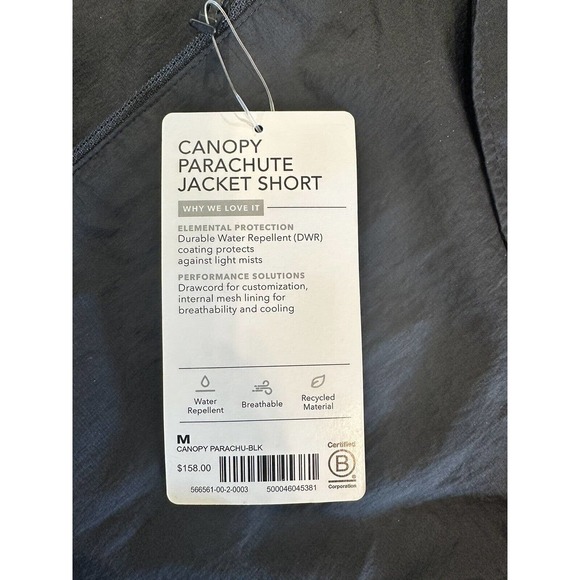 CANOPY
PARACHUTE
JACKET SHORT
WHY WE LOVE IT
ELEMENTAL PROTECTION
Durable Water Repellent (DWR)
coating protects
against light mists
PERFORMANCE SOLUTIONS
Drawcord for customization,
internal mesh lining for
breathability and cooling
Water
Repellent
Breathable
Recycled
Material
M
CANOPY PARACHU-BLK
$158.00
566561-00-2-0003 500046045381
Certified
B
®
Corporation